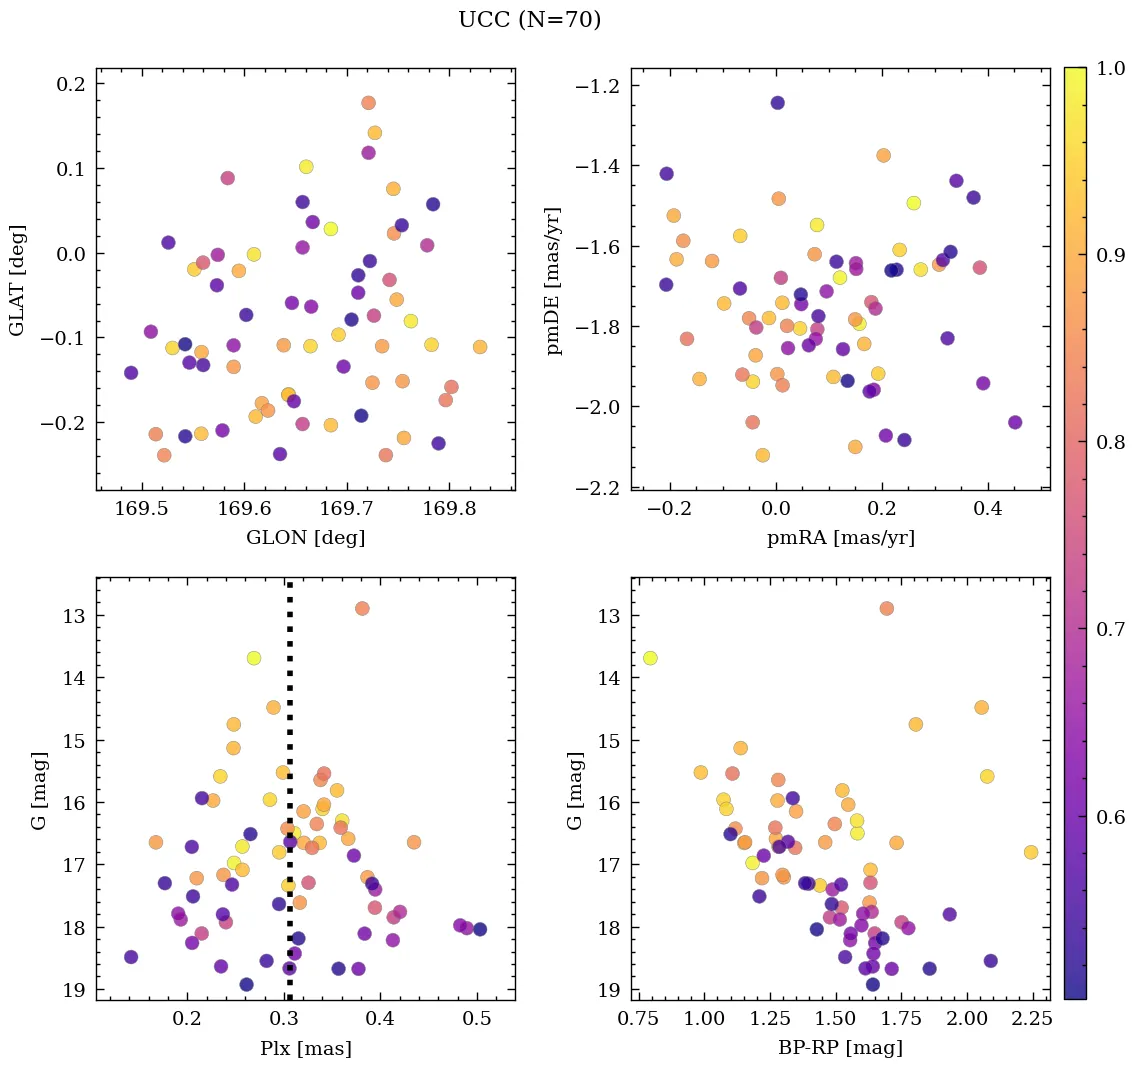 UCC (N=70)
0.2
0.1
0.0
−0.1
−0.2
GLAT [deg]
169.5 169.6 169.7 169.8
GLON [deg]
−1.2
−1.4
−1.6
−1.8
−2.0
−2.2
pmDE [mas/yr]
−0.2 0.0 0.2 0.4
pmRA [mas/yr]
13
14
15
16
17
18
19
G [mag]
0.2 0.3 0.4 0.5
Plx [mas]
13
14
15
16
17
18
19
G [mag]
0.75 1.00 1.25 1.50 1.75 2.00 2.25
BP-RP [mag]
1.0
0.9
0.8
0.7
0.6